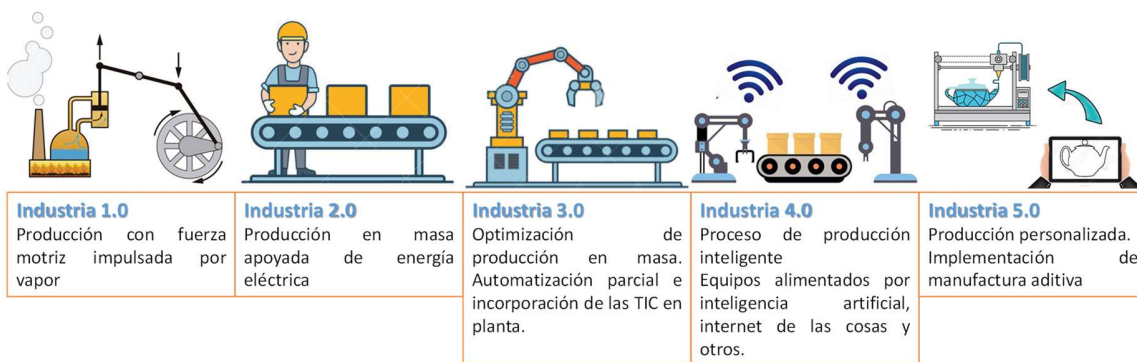 Industria 1.0
Producción con fuerza
motriz impulsada por
vapor
Industria 2.0
Producción en masa
apoyada de energía
eléctrica
Industria 3.0
Optimización de
producción en masa.
Automatización parcial e
incorporación de las TIC en
planta.
Industria 4.0
Proceso de producción
inteligente
Equipos alimentados por
inteligencia artificial,
internet de las cosas y
otros.
Industria 5.0
Producción personalizada.
Implementación de
manufactura aditiva